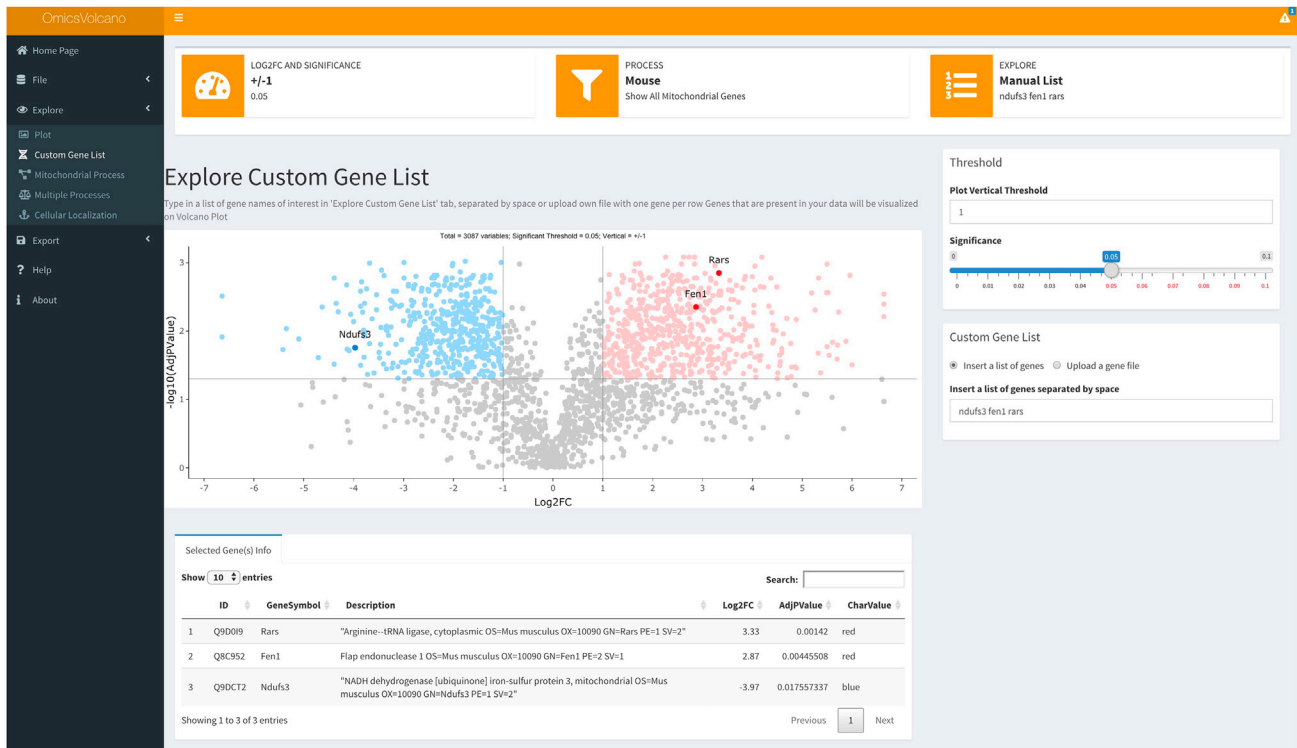 OmicsVolcano
1
Home Page
File
Explore
Plot
Custom Gene List
Mitochondrial Process
Multiple Processes
Cellular Localization
Export
Help
About
LOG2FC AND SIGNIFICANCE
+/-1
0.05
PROCESS
Mouse
Show All Mitochondrial Genes
EXPLORE
Manual List
ndufs3 fen1 rars
Explore Custom Gene List
Type in a list of gene names of interest in 'Explore Custom Gene List' tab, separated by space or upload own file with one gene per row Genes that are present in your data will be visualized
on Volcano Plot
Total = 3087 variables; Significant Threshold = 0.05; Vertical = +/-1
-log10(AdjPValue)
3
2
1
0
Rars
Fen1
Ndufs3
-7 -6 -5 -4 -3 -2 -1 0 1 2 3 4 5 6 7
Log2FC
Threshold
Plot Vertical Threshold
1
Significance
0 0.05 0.1
0 0.01 0.02 0.03 0.04 0.05 0.06 0.07 0.08 0.09 0.1
Custom Gene List
Insert a list of genes Upload a gene file
Insert a list of genes separated by space
ndufs3 fen1 rars
Selected Gene(s) Info
Show 10 entries Search:
ID GeneSymbol Description Log2FC AdjPValue CharValue
1 Q9D0I9 Rars "Arginine--tRNA ligase, cytoplasmic OS=Mus musculus OX=10090 GN=Rars PE=1 SV=2" 3.33 0.00142 red
2 Q8C952 Fen1 Flap endonuclease 1 OS=Mus musculus OX=10090 GN=Fen1 PE=2 SV=1 2.87 0.00445508 red
3 Q9DCT2 Ndufs3 "NADH dehydrogenase [ubiquinone] iron-sulfur protein 3, mitochondrial OS=Mus
musculus OX=10090 GN=Ndufs3 PE=1 SV=2" -3.97 0.017557337 blue
Showing 1 to 3 of 3 entries Previous 1 Next